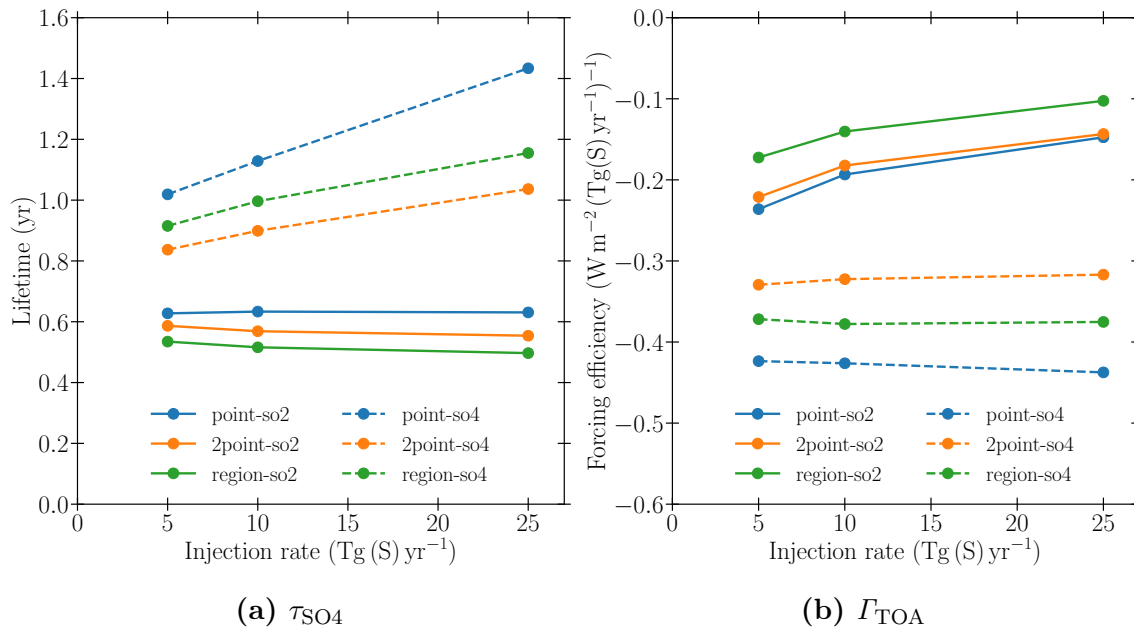 1.6
1.4
1.2
1.0
0.8
0.6
0.4
0.2
0.0
0 5 10 15 20 25
Lifetime (yr)
Injection rate (Tg (S) yr⁻¹)
point-so2 point-so4
2point-so2 2point-so4
region-so2 region-so4
(a) τSO4
−0.0
−0.1
−0.2
−0.3
−0.4
−0.5
−0.6
0 5 10 15 20 25
Forcing efficiency (W m⁻² (Tg(S) yr⁻¹)⁻¹)
Injection rate (Tg (S) yr⁻¹)
point-so2 point-so4
2point-so2 2point-so4
region-so2 region-so4
(b) ΓTOA